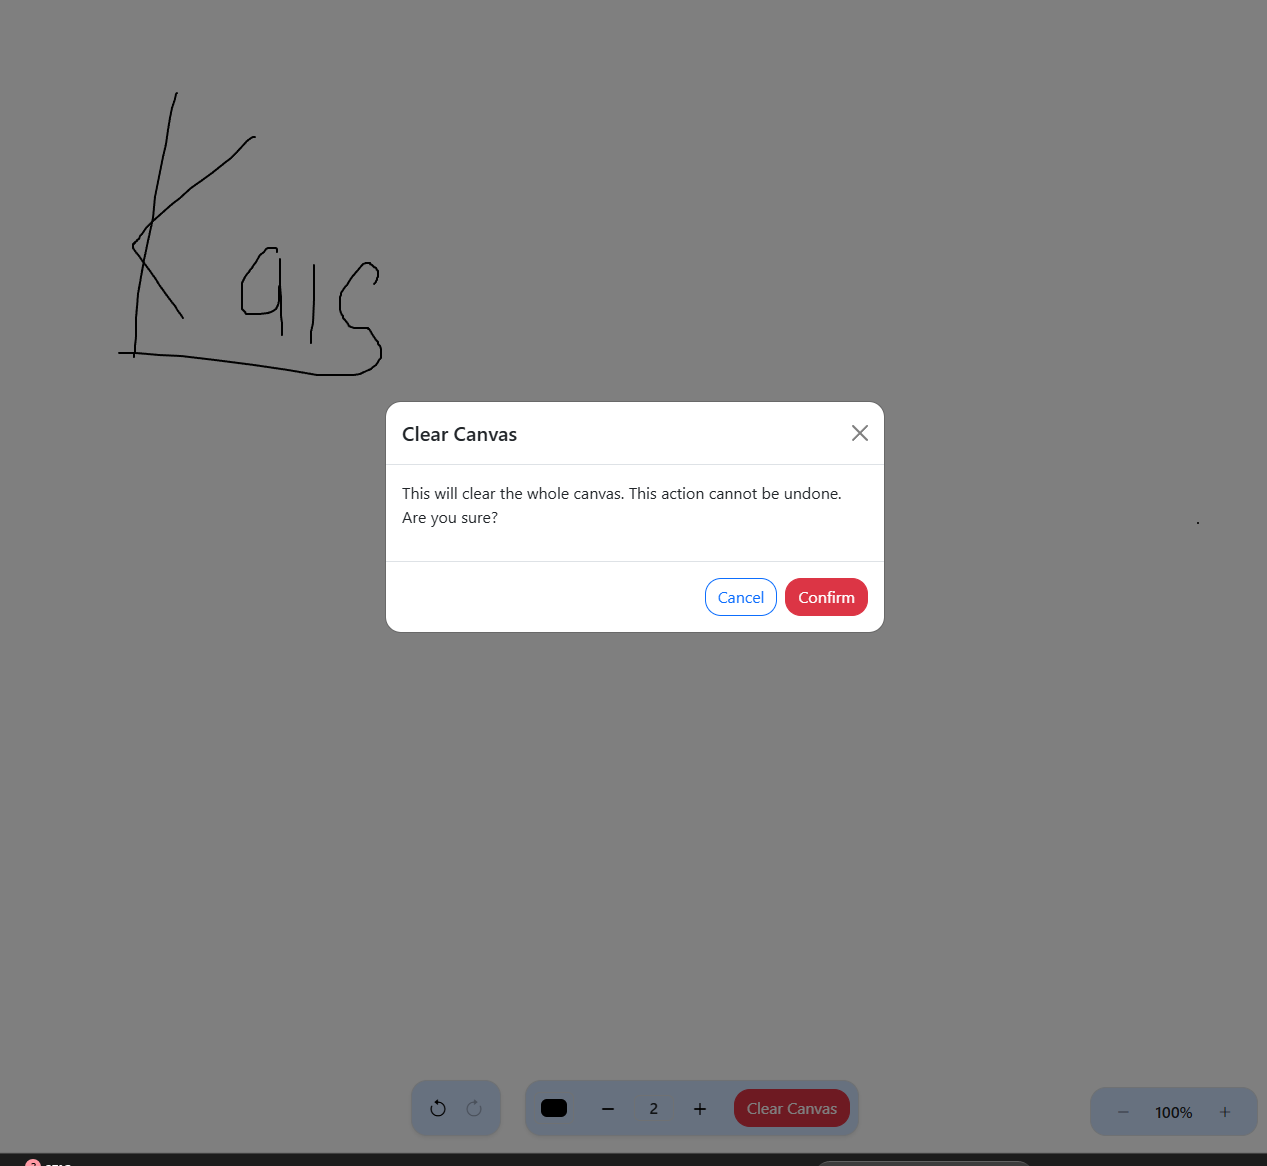 Kais
Clear Canvas
This will clear the whole canvas. This action cannot be undone.
Are you sure?
Cancel Confirm
2 Clear Canvas 100%